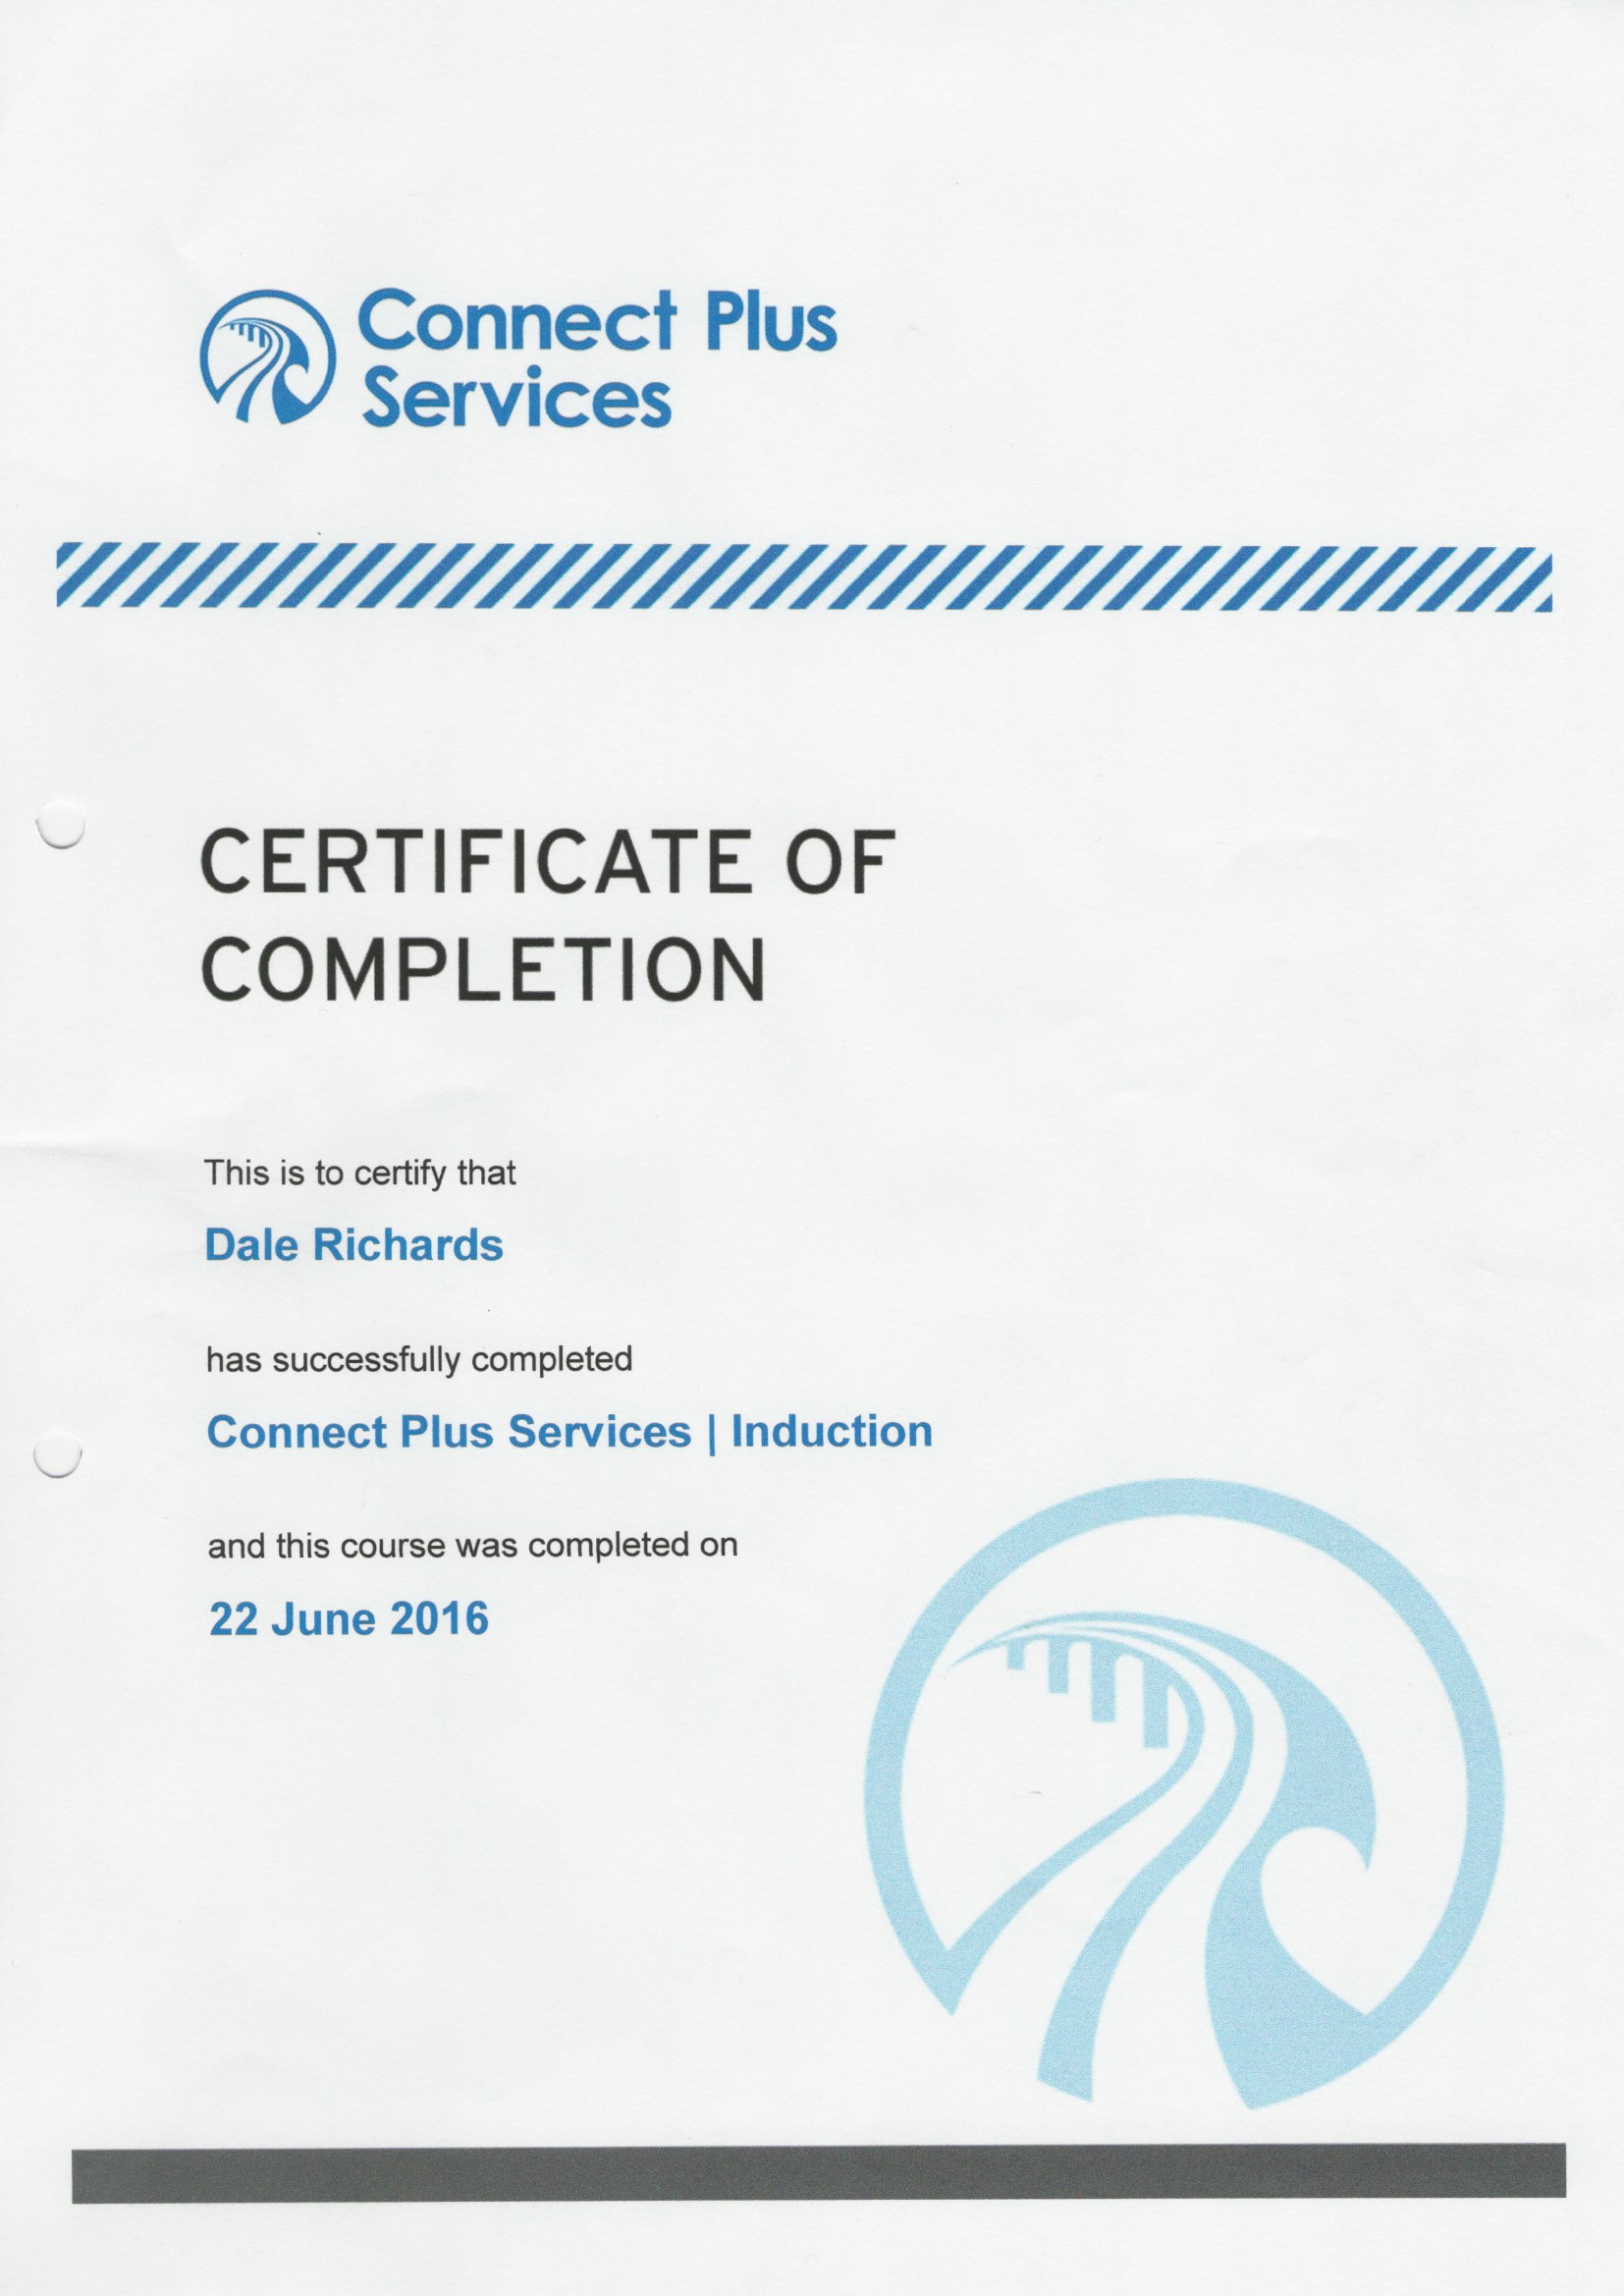 Connect Plus
Services
CERTIFICATE OF
COMPLETION
This is to certify that
Dale Richards
has successfully completed
Connect Plus Services | Induction
and this course was completed on
22 June 2016